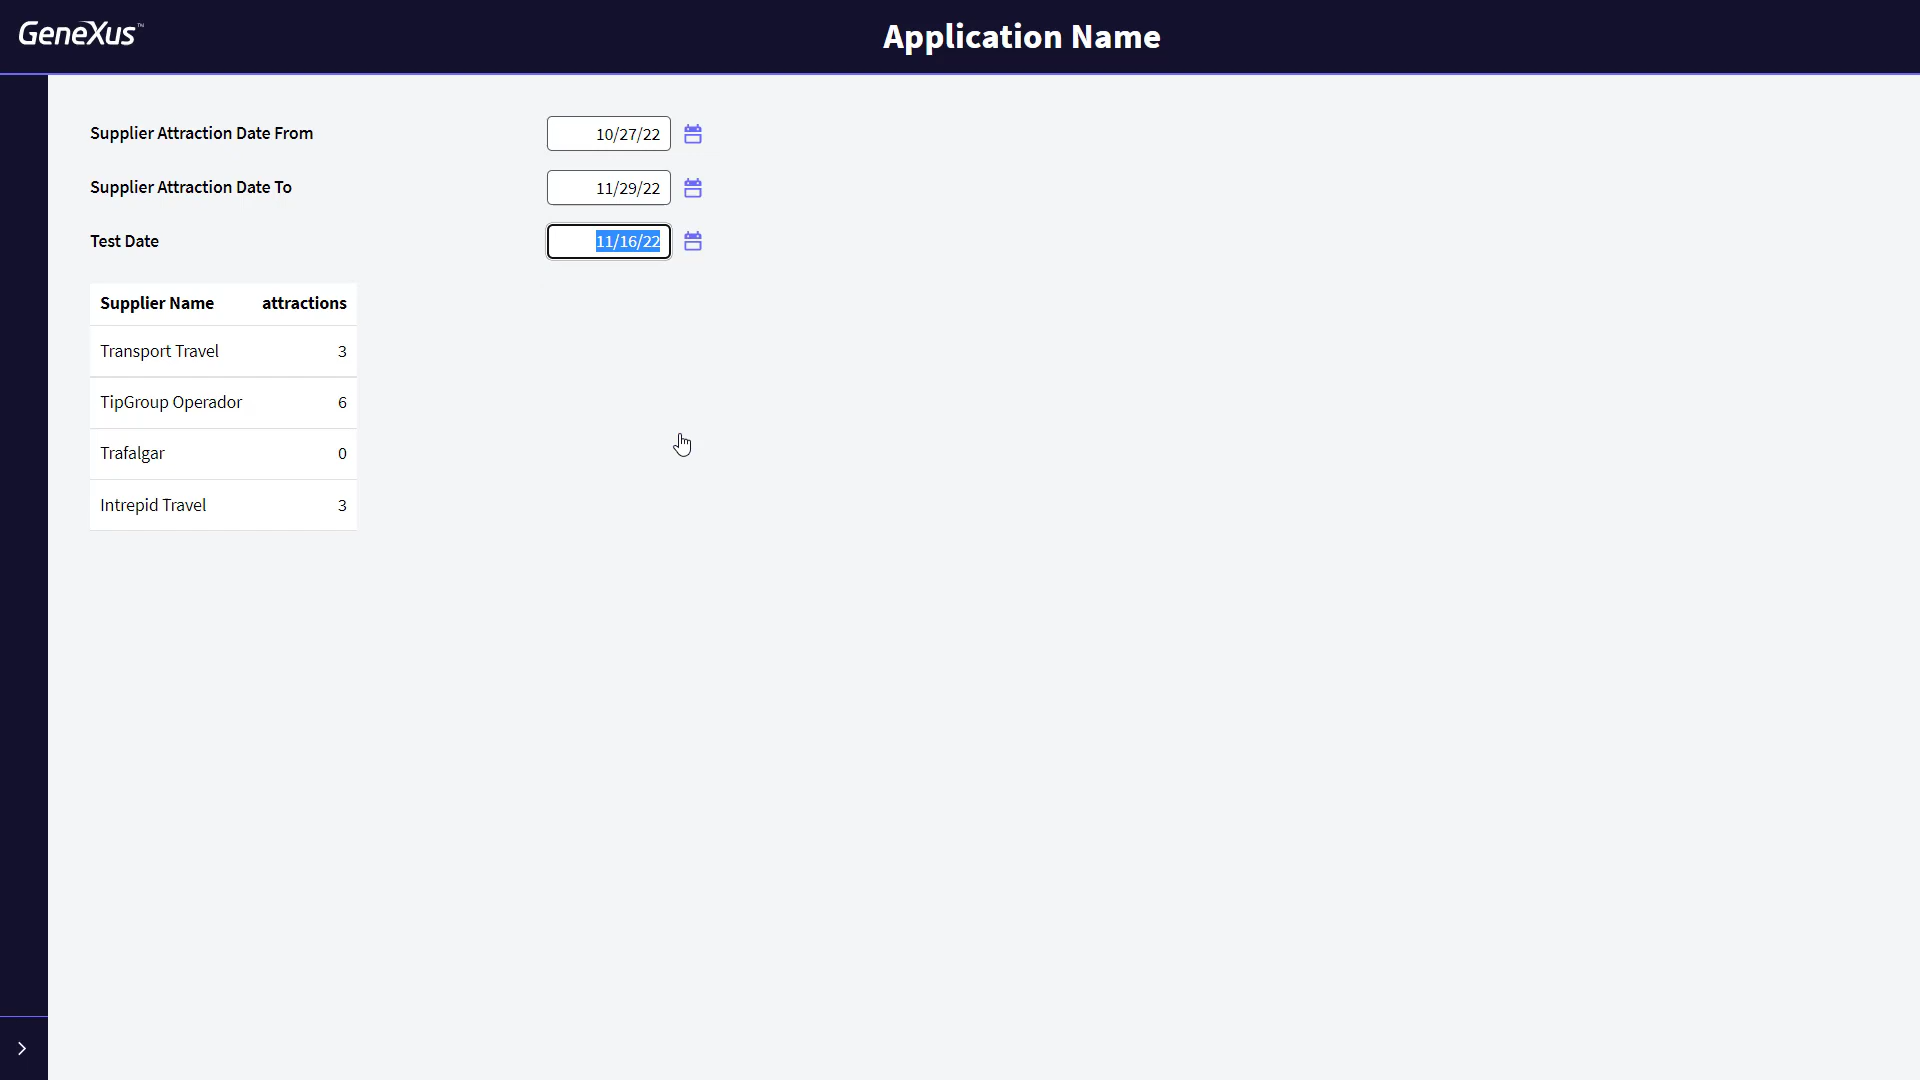 GeneXus™
Application Name
Supplier Attraction Date From 10/27/22
Supplier Attraction Date To 11/29/22
Test Date 11/16/22
Supplier Name attractions
Transport Travel 3
TipGroup Operador 6
Trafalgar 0
Intrepid Travel 3